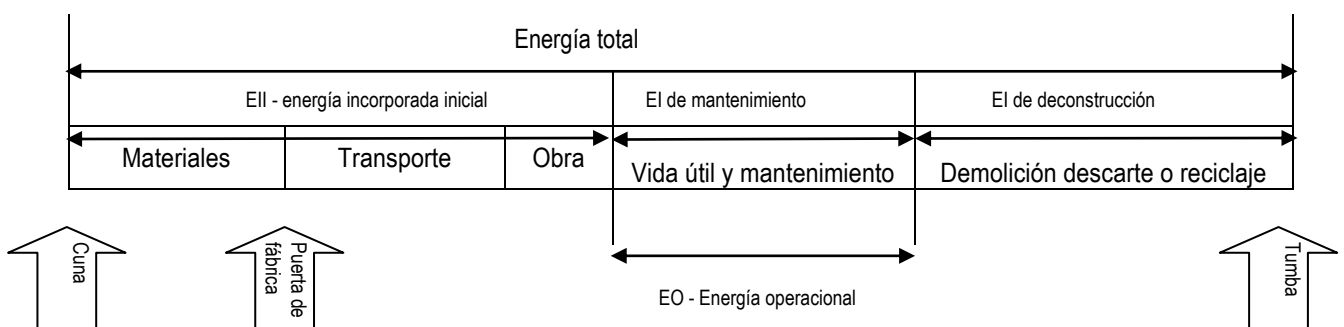 Energía total
EII - energía incorporada inicial
EI de mantenimiento
EI de deconstrucción
Materiales
Transporte
Obra
Vida útil y mantenimiento
Demolición descarte o reciclaje
Cuna
Puerta de
fábrica
Tumba
EO - Energía operacional